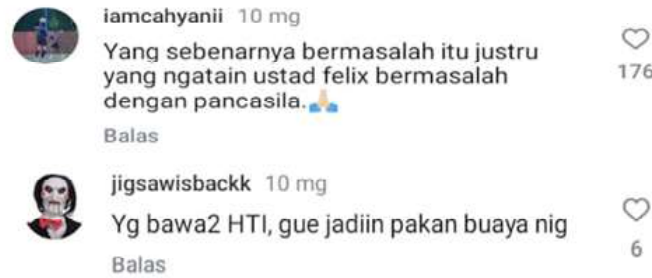 iamcahyanii 10 mg
Yang sebenarnya bermasalah itu justru
yang ngatain ustad felix bermasalah
dengan pancasila.🙏🏻
176
Balas
jigsawisbackk 10 mg
Yg bawa2 HTI, gue jadiin pakan buaya nig
6
Balas